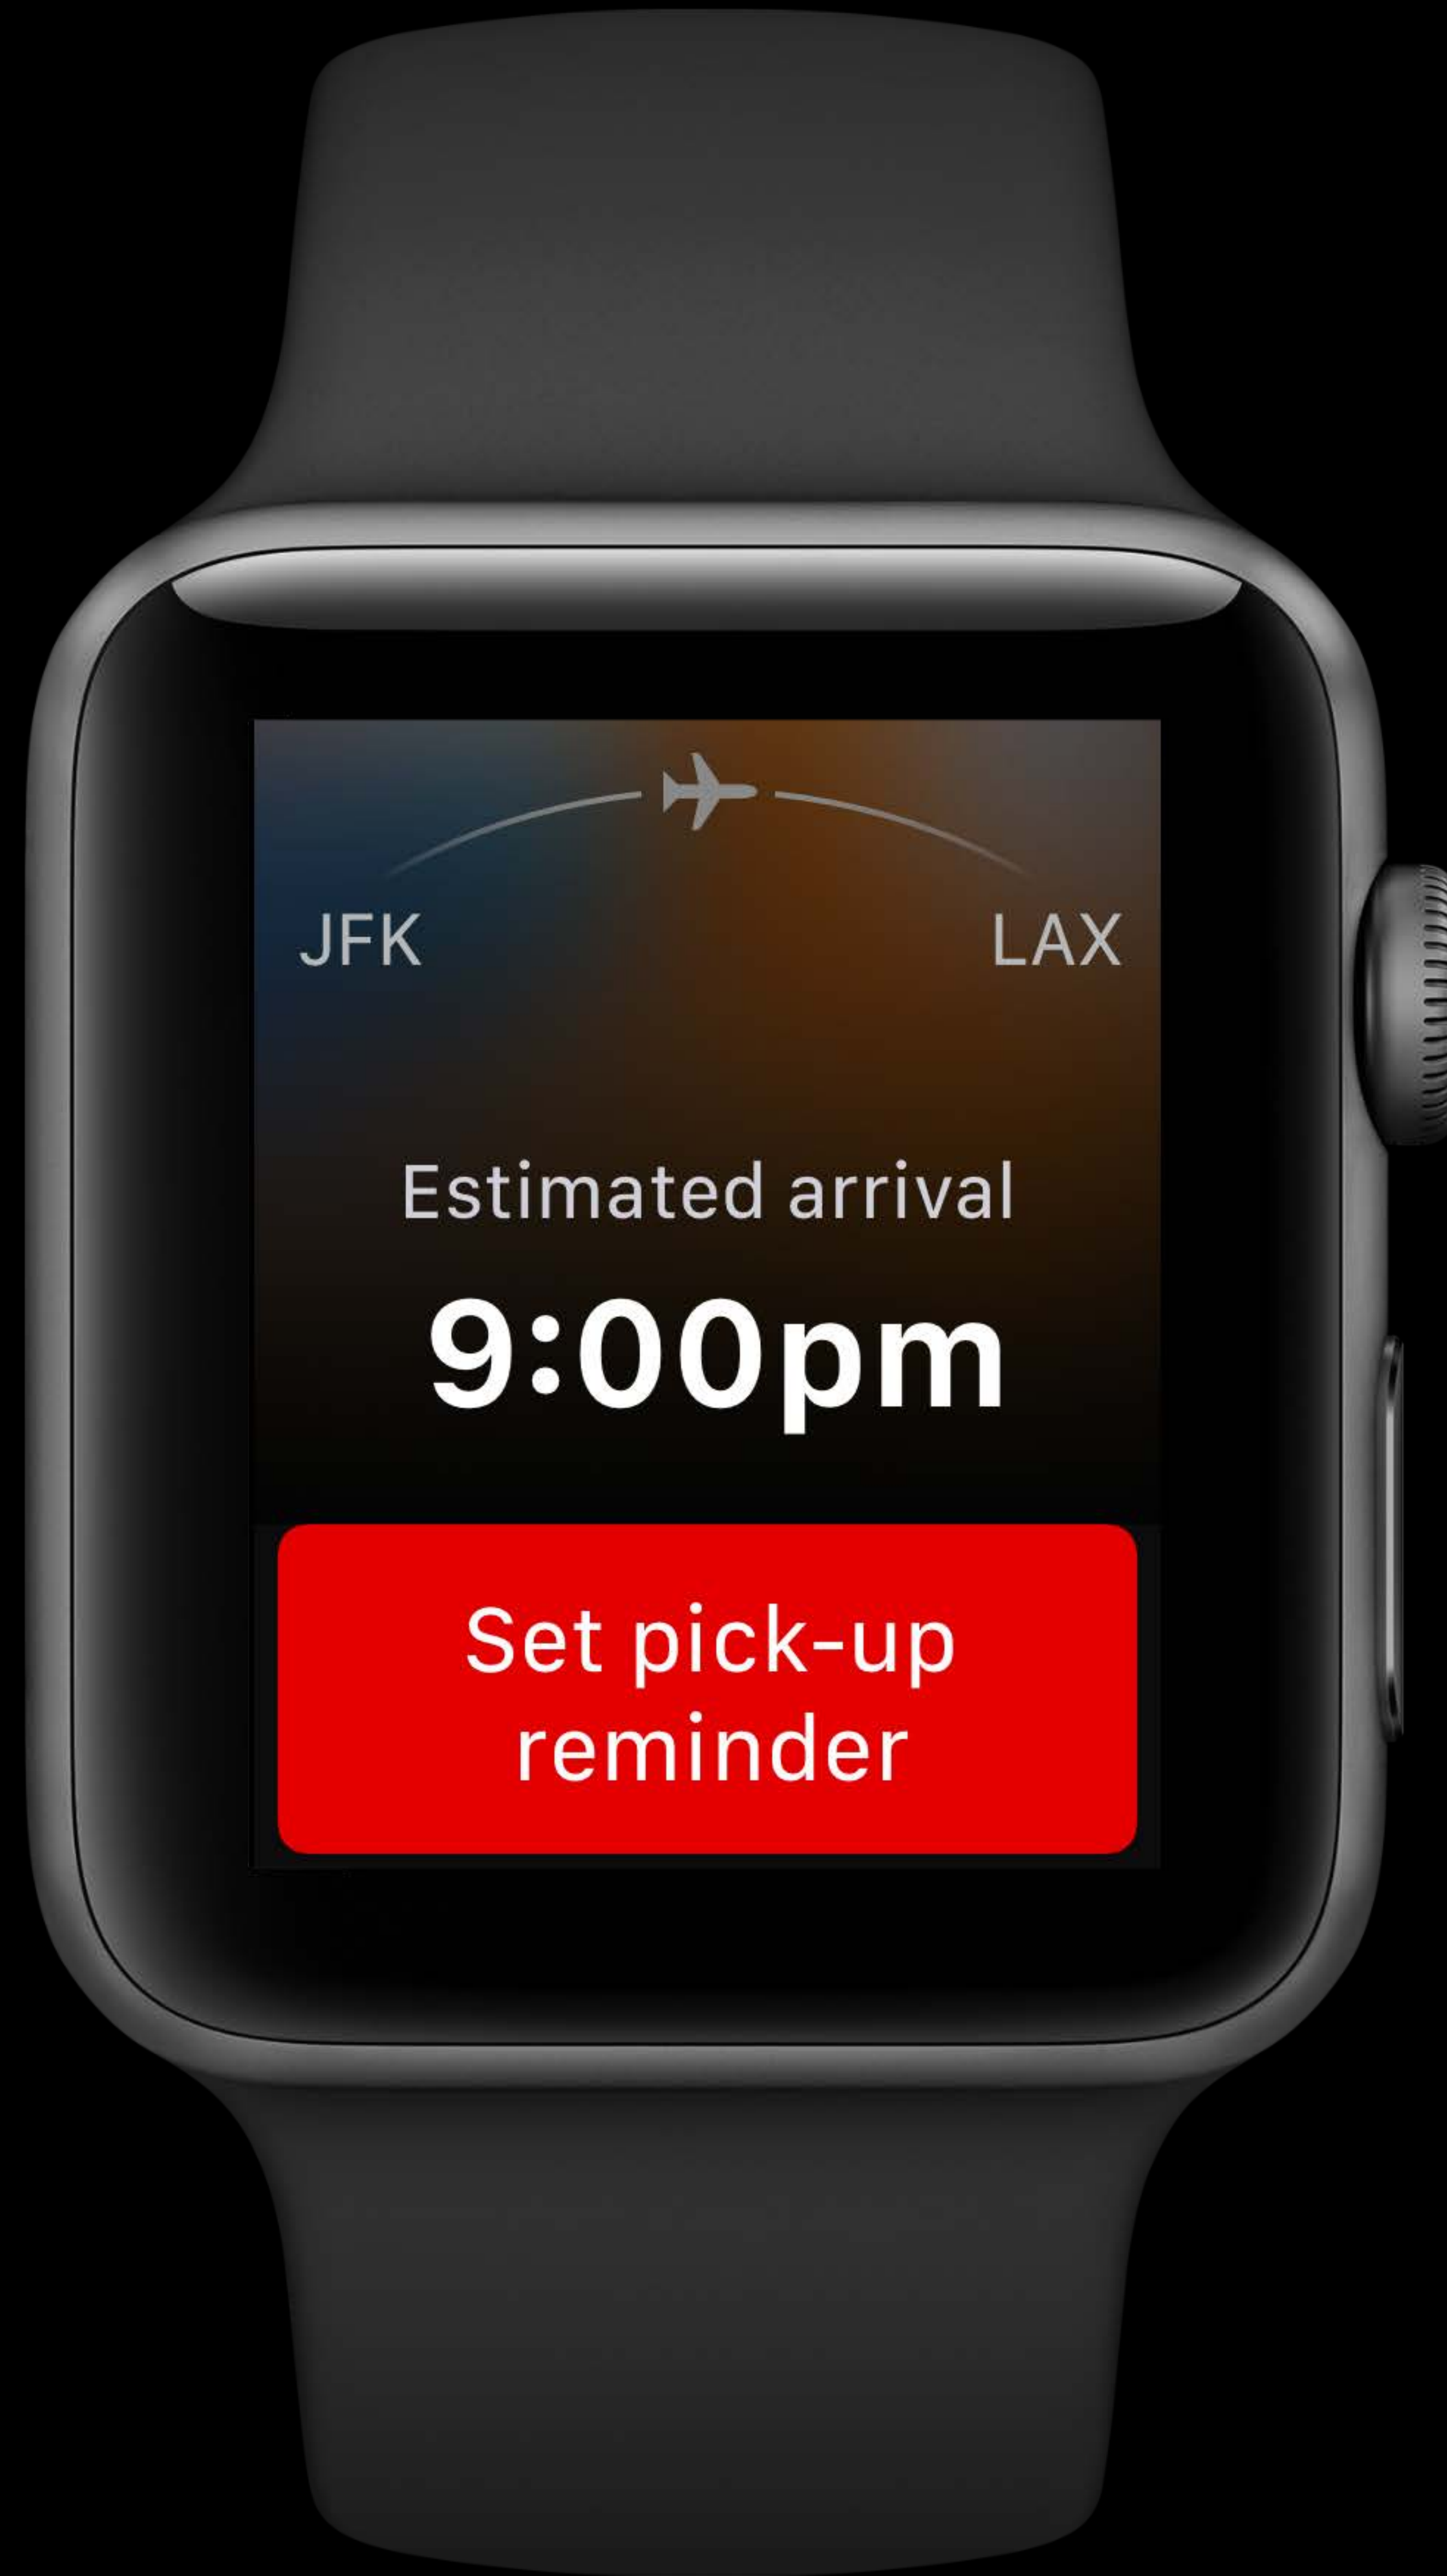 JFK
LAX
Estimated arrival
9:00pm
Set pick-up
reminder